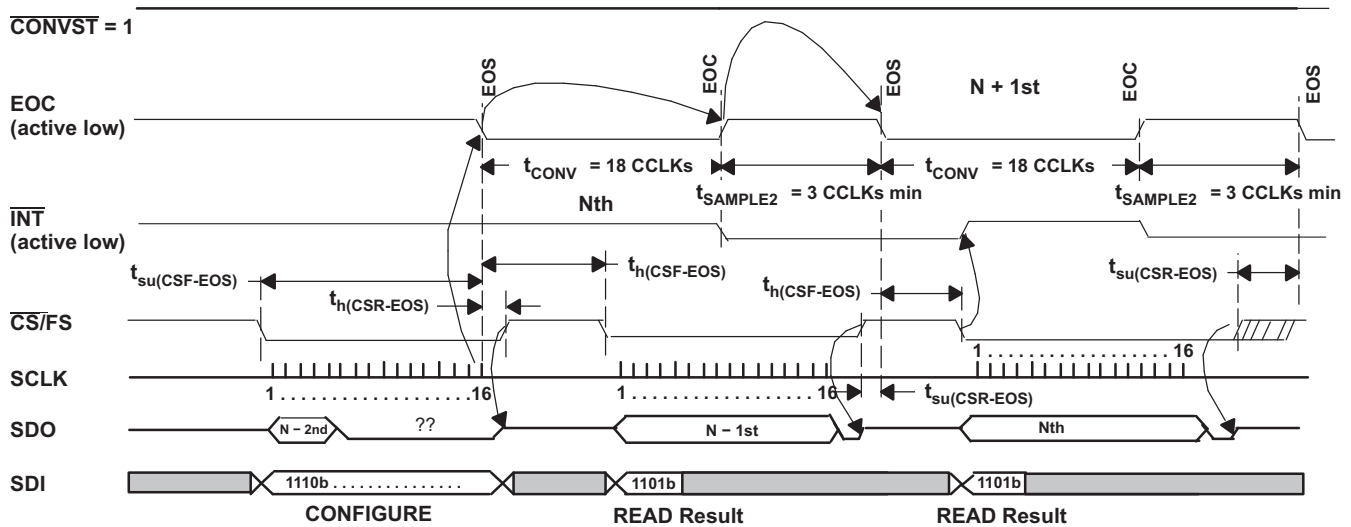 CONVST = 1
EOS
EOC
EOS
N + 1st
EOC
EOS
EOC
(active low)
tCONV = 18 CCLKs
tCONV = 18 CCLKs
tSAMPLE2 = 3 CCLKs min
tSAMPLE2 = 3 CCLKs min
Nth
INT
(active low)
tsu(CSF-EOS)
th(CSF-EOS)
tsu(CSR-EOS)
th(CSR-EOS)
th(CSF-EOS)
CS/FS
1 . . . . . . . . . . . . . . . . . . . . . 16
SCLK
1 . . . . . . . . . . . . . . . . . . . . . 16
1 . . . . . . . . . . . . . . . . . . . . . 16
tsu(CSR-EOS)
SDO
N − 2nd
??
N − 1st
Nth
SDI
1110b . . . . . . . . . . . . . . .
1101b
1101b
CONFIGURE
READ Result
READ Result